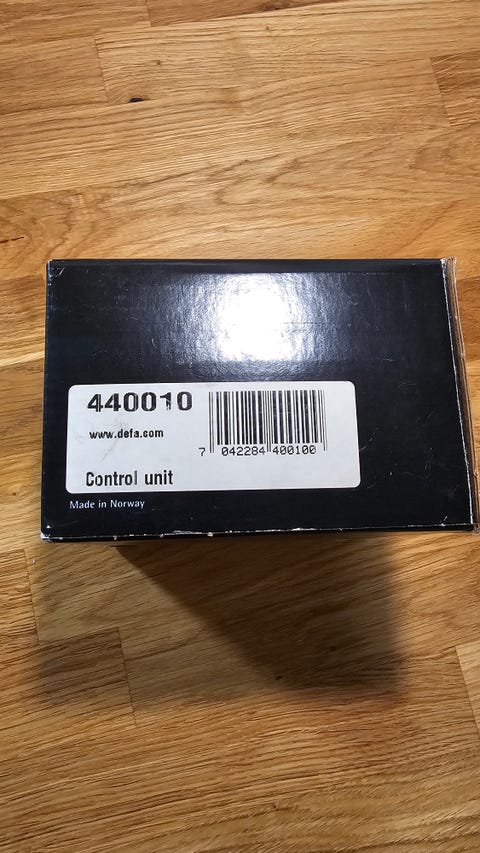 440010
www.defa.com
7 042284 400100
Control unit
Made in Norway